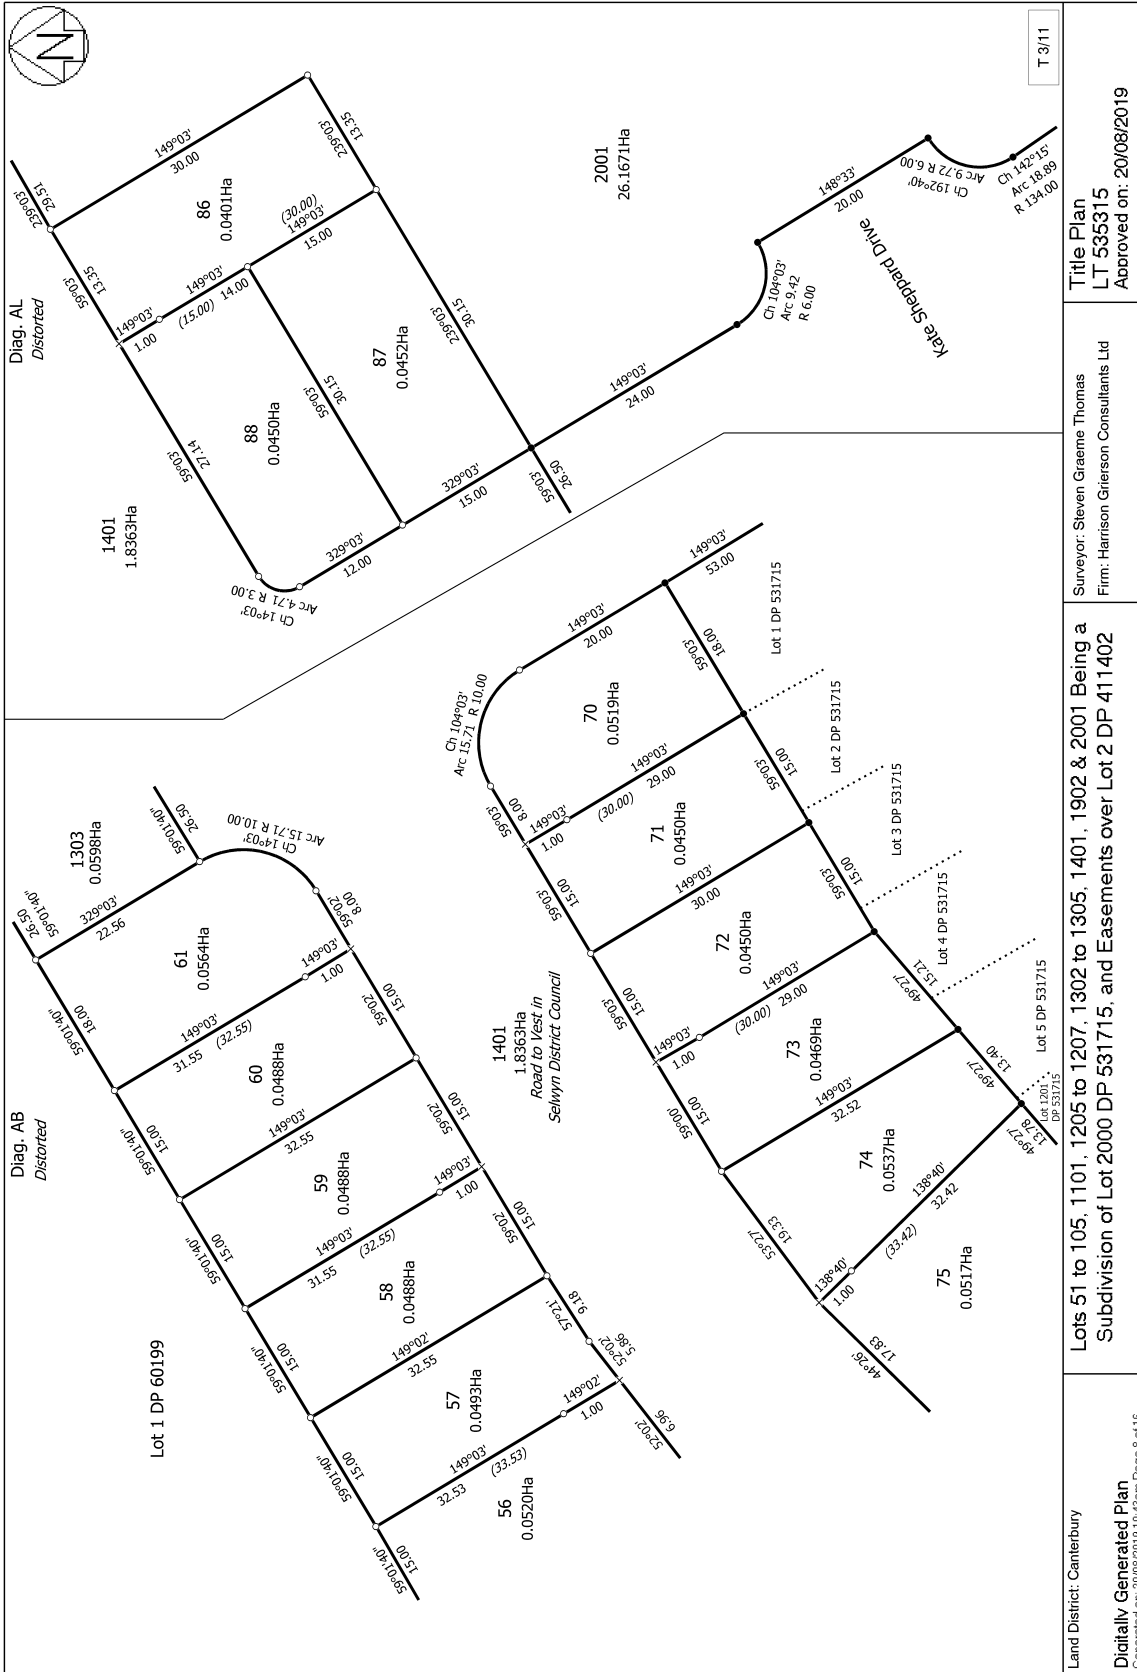 Diag. AB
Distorted
Lot 1 DP 60199
1303
0.0598Ha
26.50
59°01'40"
59°01'40"
26.50
329°03'
22.56
Ch 14°03'
Arc 15.71 R 10.00
61
0.0564Ha
59°01'40"
18.00
59°02'
8.00
149°03'
1.00
149°03'
31.55
(32.55)
60
0.0488Ha
59°01'40"
15.00
59°02'
15.00
149°03'
32.55
59
0.0488Ha
59°01'40"
15.00
59°02'
15.00
149°03'
1.00
149°03'
31.55
(32.55)
58
0.0488Ha
59°01'40"
15.00
59°02'
15.00
149°02'
32.55
57
0.0493Ha
59°01'40"
15.00
57°21'
9.18
52°02'
5.86
149°02'
1.00
149°03'
32.53
(33.53)
56
0.0520Ha
59°01'40"
15.00
52°02'
6.96
1401
1.8363Ha
Road to Vest in
Selwyn District Council
Ch 104°03'
Arc 15.71 R 10.00
149°03'
20.00
149°03'
53.00
70
0.0519Ha
59°03'
8.00
59°03'
18.00
149°03'
1.00
149°03'
29.00
(30.00)
71
0.0450Ha
59°03'
15.00
59°03'
15.00
149°03'
30.00
72
0.0450Ha
59°03'
15.00
59°03'
15.00
149°03'
1.00
149°03'
29.00
(30.00)
73
0.0469Ha
59°00'
15.00
49°27'
15.21
149°03'
32.52
74
0.0537Ha
53°27'
19.33
49°27'
13.40
138°40'
1.00
138°40'
32.42
(33.42)
75
0.0517Ha
44°26'
17.83
49°27'
13.78
Lot 1 DP 531715
Lot 2 DP 531715
Lot 3 DP 531715
Lot 4 DP 531715
Lot 5 DP 531715
Lot 1201
DP 531715
Diag. AL
Distorted
1401
1.8363Ha
239°03'
29.51
149°03'
30.00
86
0.0401Ha
59°03'
13.35
239°03'
13.35
149°03'
1.00
149°03'
(15.00)
14.00
(30.00)
149°03'
15.00
59°03'
27.14
88
0.0450Ha
59°03'
30.15
87
0.0452Ha
239°03'
30.15
Ch 14°03'
Arc 4.71 R 3.00
329°03'
12.00
329°03'
15.00
59°03'
26.50
149°03'
24.00
Ch 104°03'
Arc 9.42
R 6.00
148°33'
20.00
Ch 192°40'
Arc 9.72 R 6.00
Ch 142°15'
Arc 18.89
R 134.00
2001
26.1671Ha
Kate Sheppard Drive
T 3/11
Land District: Canterbury
Digitally Generated Plan
Generated on: 20/08/2019 10:43am Page 8 of 16
Lots 51 to 105, 1101, 1205 to 1207, 1302 to 1305, 1401, 1902 & 2001 Being a
Subdivision of Lot 2000 DP 531715, and Easements over Lot 2 DP 411402
Surveyor: Steven Graeme Thomas
Firm: Harrison Grierson Consultants Ltd
Title Plan
LT 535315
Approved on: 20/08/2019